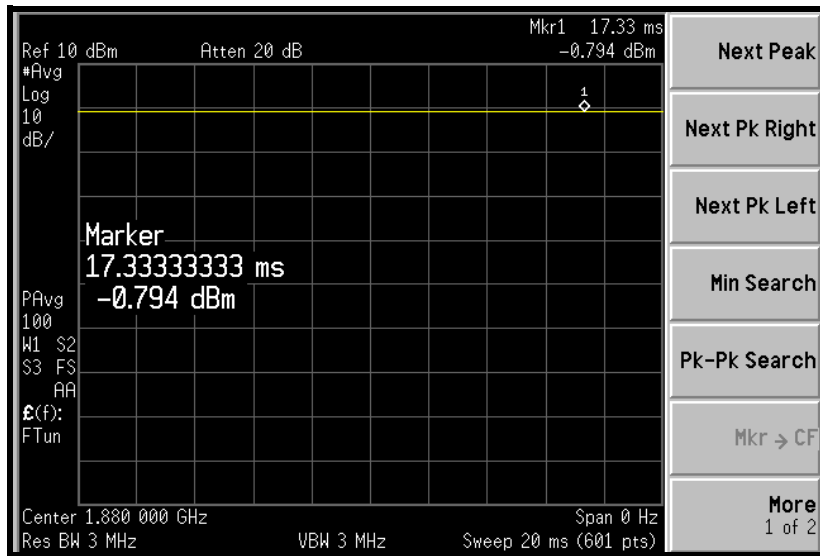 Mkr1 17.33 ms
Ref 10 dBm Atten 20 dB -0.794 dBm
#Avg
Log
10
dB/
1
Marker
17.33333333 ms
-0.794 dBm
PAvg
100
W1 S2
S3 FS
AA
£(f):
FTun
Center 1.880 000 GHz Span 0 Hz
Res BW 3 MHz VBW 3 MHz Sweep 20 ms (601 pts)
Next Peak
Next Pk Right
Next Pk Left
Min Search
Pk-Pk Search
Mkr → CF
More
1 of 2